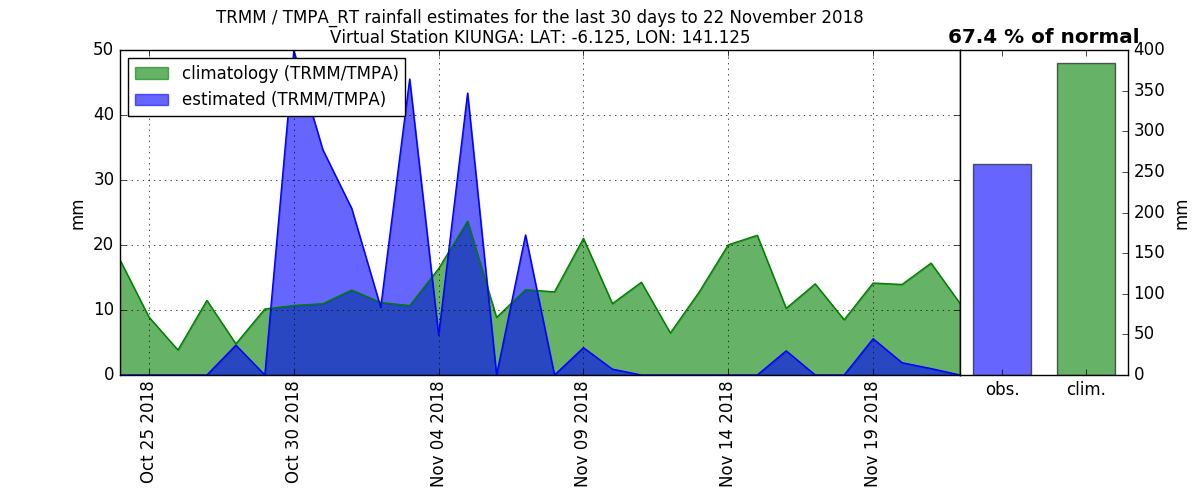 TRMM / TMPA_RT rainfall estimates for the last 30 days to 22 November 2018
Virtual Station KIUNGA: LAT: -6.125, LON: 141.125
67.4 % of normal
climatology (TRMM/TMPA)
estimated (TRMM/TMPA)
50
40
30
20
10
0
mm
Oct 25 2018
Oct 30 2018
Nov 04 2018
Nov 09 2018
Nov 14 2018
Nov 19 2018
400
350
300
250
200
150
100
50
0
mm
obs.
clim.